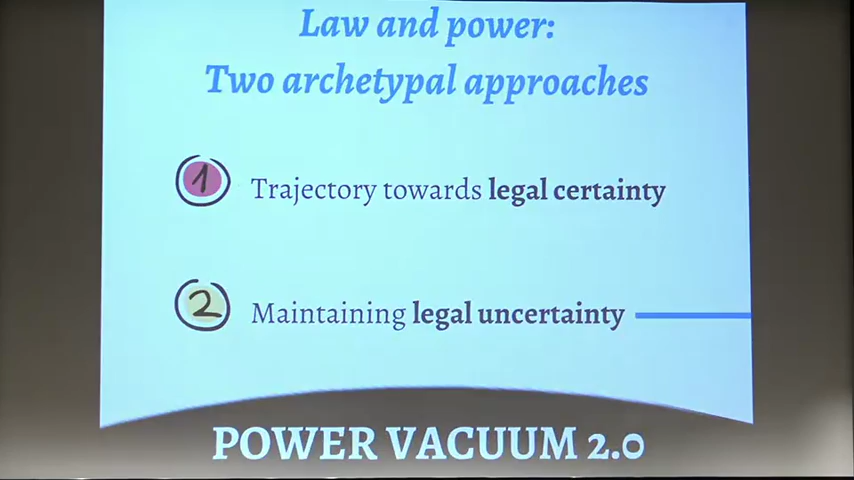 Law and power:
Two archetypal approaches
1 Trajectory towards legal certainty
2 Maintaining legal uncertainty
POWER VACUUM 2.0